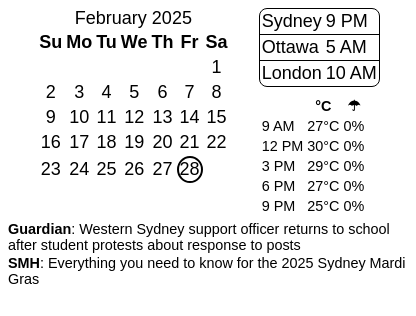 February 2025
Su Mo Tu We Th Fr Sa
1
2 3 4 5 6 7 8
9 10 11 12 13 14 15
16 17 18 19 20 21 22
23 24 25 26 27 28
Sydney 9 PM
Ottawa 5 AM
London 10 AM
°C ☂
9 AM 27°C 0%
12 PM 30°C 0%
3 PM 29°C 0%
6 PM 27°C 0%
9 PM 25°C 0%
Guardian: Western Sydney support officer returns to school
after student protests about response to posts
SMH: Everything you need to know for the 2025 Sydney Mardi
Gras